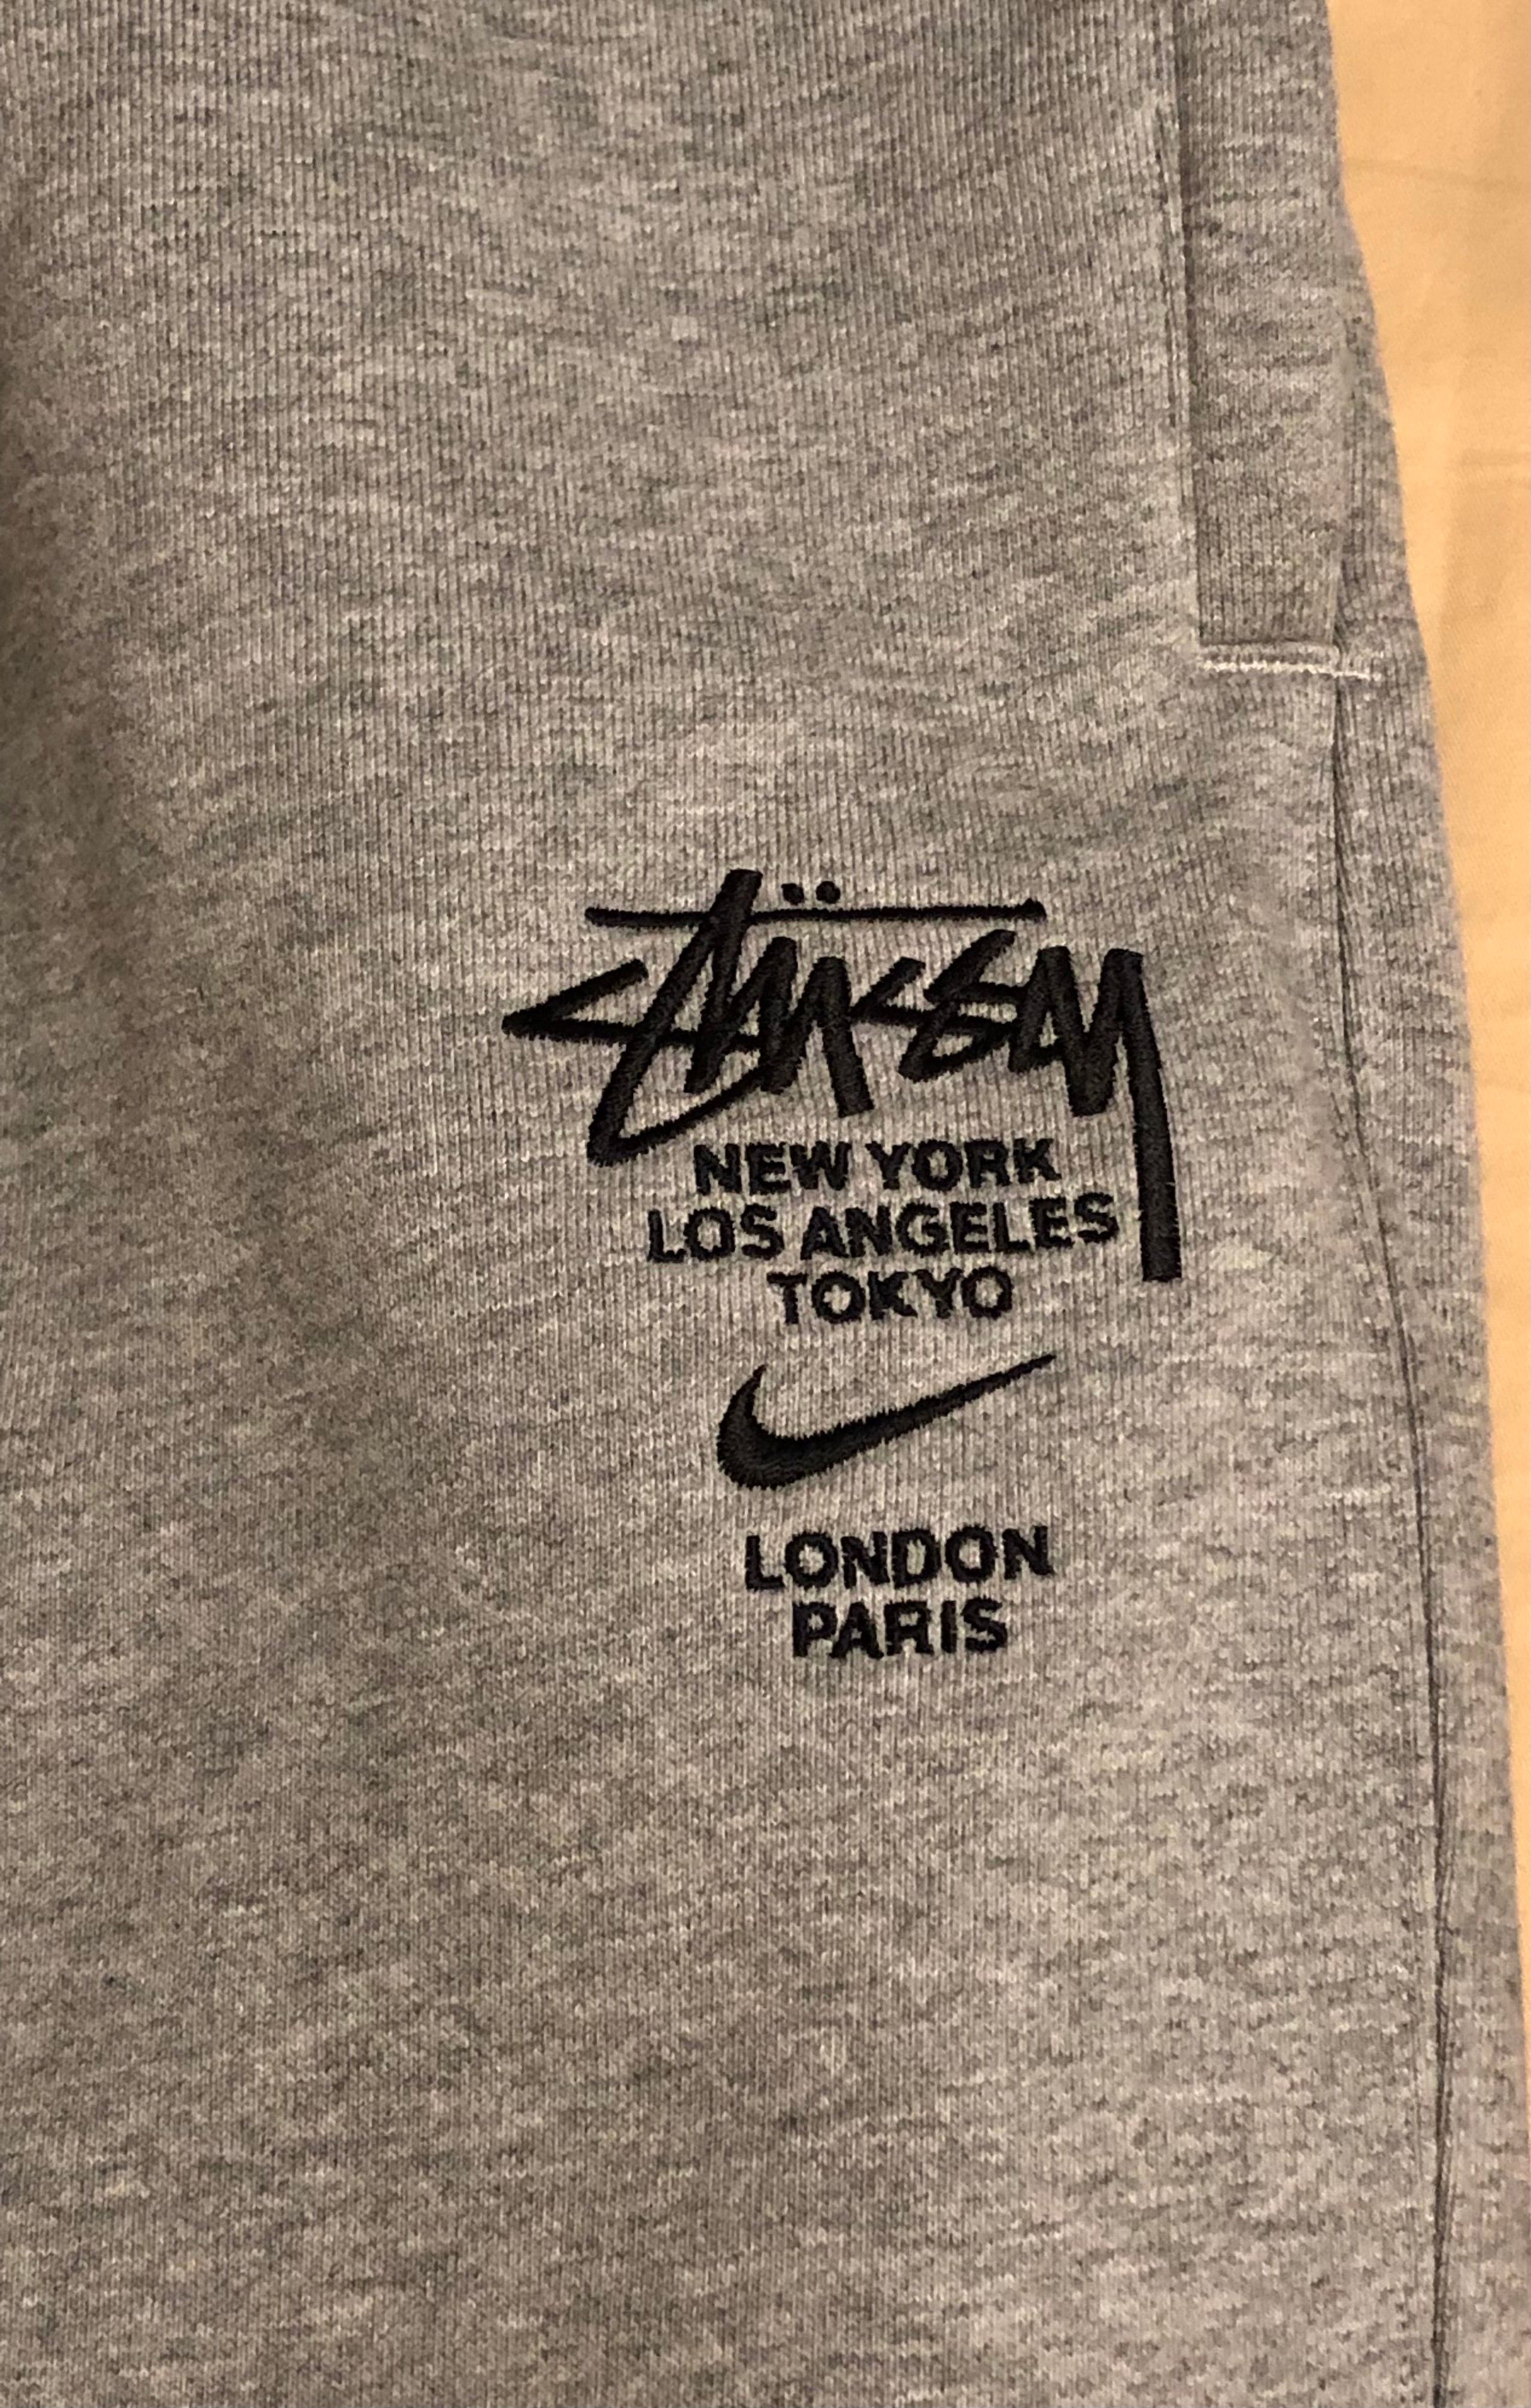 Stüssy
NEW YORK
LOS ANGELES
TOKYO
LONDON
PARIS